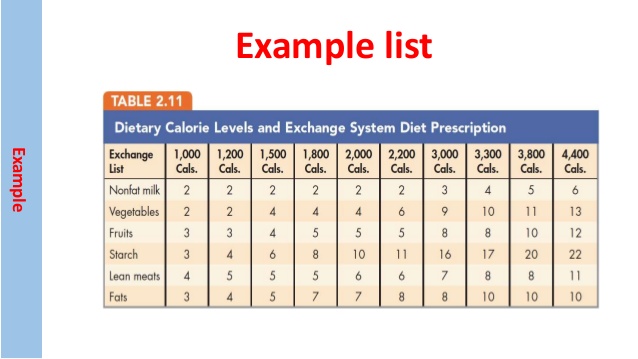 Example list
Example
TABLE 2.11
Dietary Calorie Levels and Exchange System Diet Prescription
Exchange List 1,000 Cals. 1,200 Cals. 1,500 Cals. 1,800 Cals. 2,000 Cals. 2,200 Cals. 3,000 Cals. 3,300 Cals. 3,800 Cals. 4,400 Cals.
Nonfat milk 2 2 2 2 2 2 3 4 5 6
Vegetables 2 2 4 4 4 6 9 10 11 13
Fruits 3 3 4 5 5 5 8 8 10 12
Starch 3 4 6 8 10 11 16 17 20 22
Lean meats 4 5 5 5 6 6 7 8 8 11
Fats 3 4 5 7 7 8 8 10 10 10